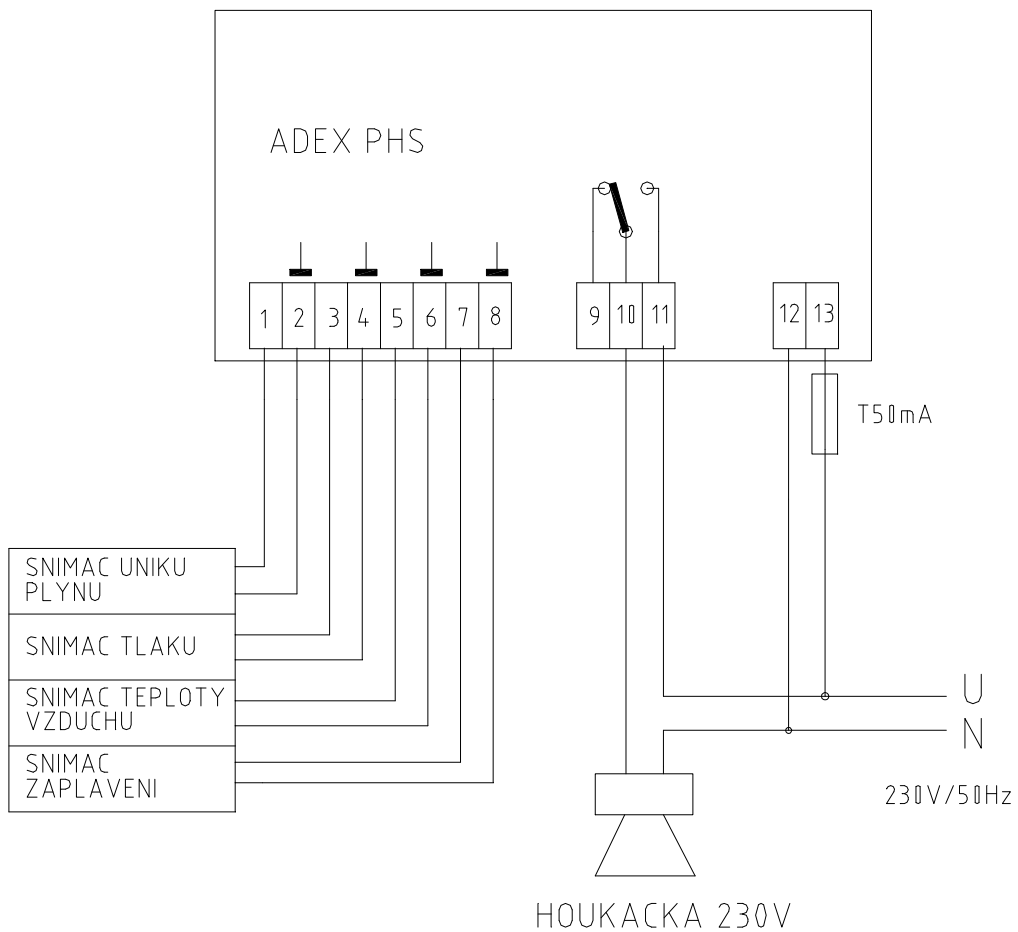 ADEX PHS
1 2 3 4 5 6 7 8 9 10 11 12 13
T50mA
SNIMAC UNIKU
PLYNU
SNIMAC TLAKU
SNIMAC TEPLOTY
VZDUCHU
SNIMAC
ZAPLAVENI
U
N
230V/50Hz
HOUKACKA 230V